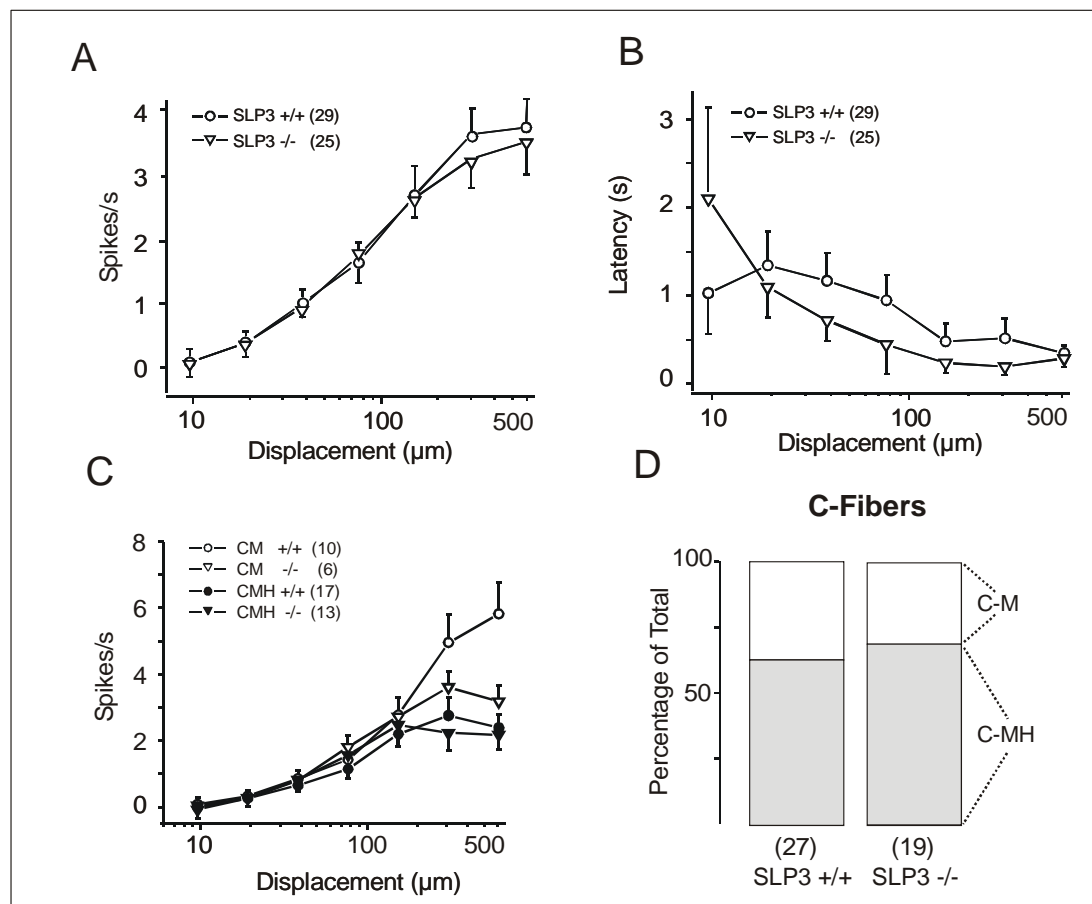 A
4
3
2
1
0
Spikes/s
SLP3 +/+ (29)
SLP3 -/- (25)
10
100
500
Displacement (µm)
B
3
2
1
0
Latency (s)
SLP3 +/+ (29)
SLP3 -/- (25)
10
100
500
Displacement (µm)
C
8
6
4
2
0
Spikes/s
CM +/+ (10)
CM -/- (6)
CMH +/+ (17)
CMH -/- (13)
10
100
500
Displacement (µm)
D
C-Fibers
100
50
Percentage of Total
C-M
C-MH
(27)
SLP3 +/+
(19)
SLP3 -/-